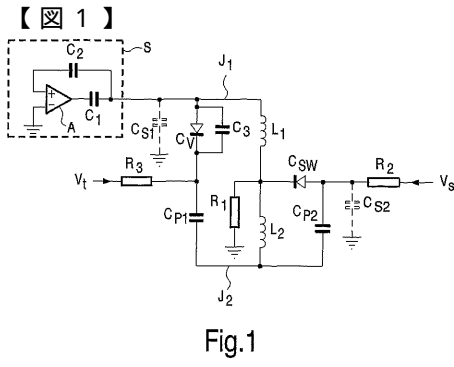 【図1】
S
C2
J1
A
C1
CS1
CV
C3
L1
CSW
R3
R2
Vt
Vs
CP1
R1
L2
CP2
CS2
J2
Fig.1